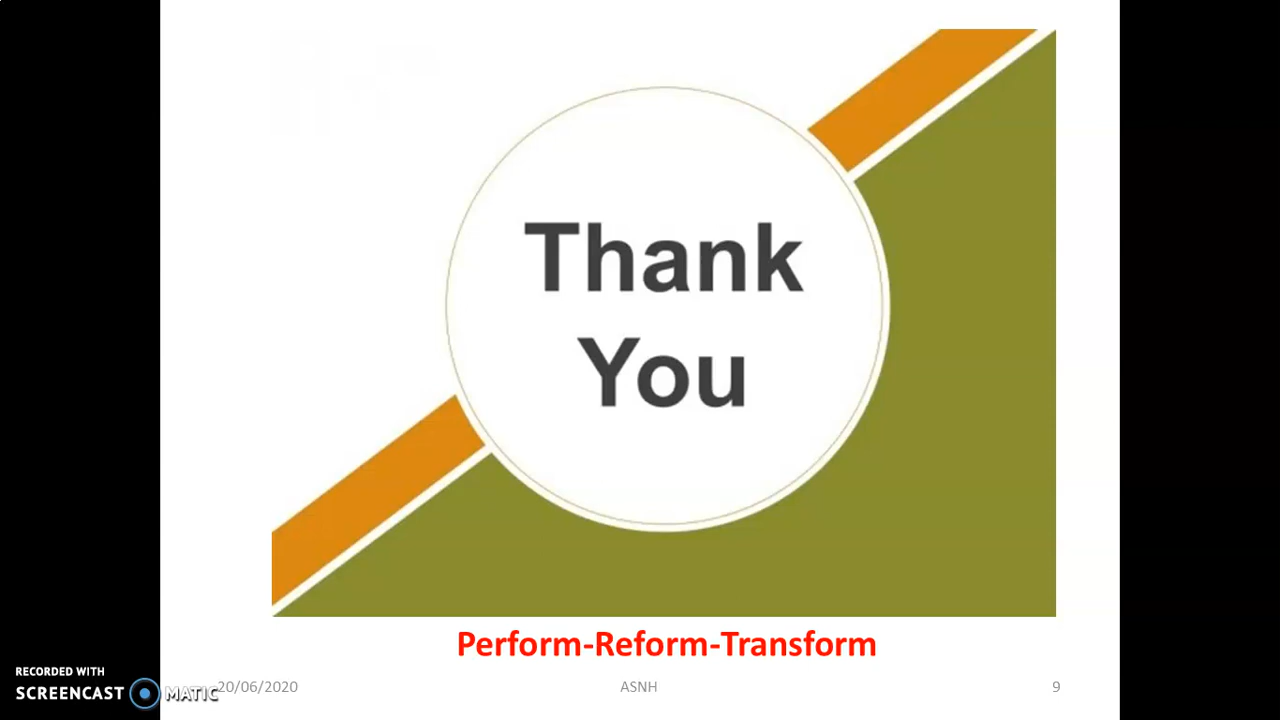 Thank
You
Perform-Reform-Transform
RECORDED WITH
SCREENCAST MATIC
20/06/2020
ASNH
9